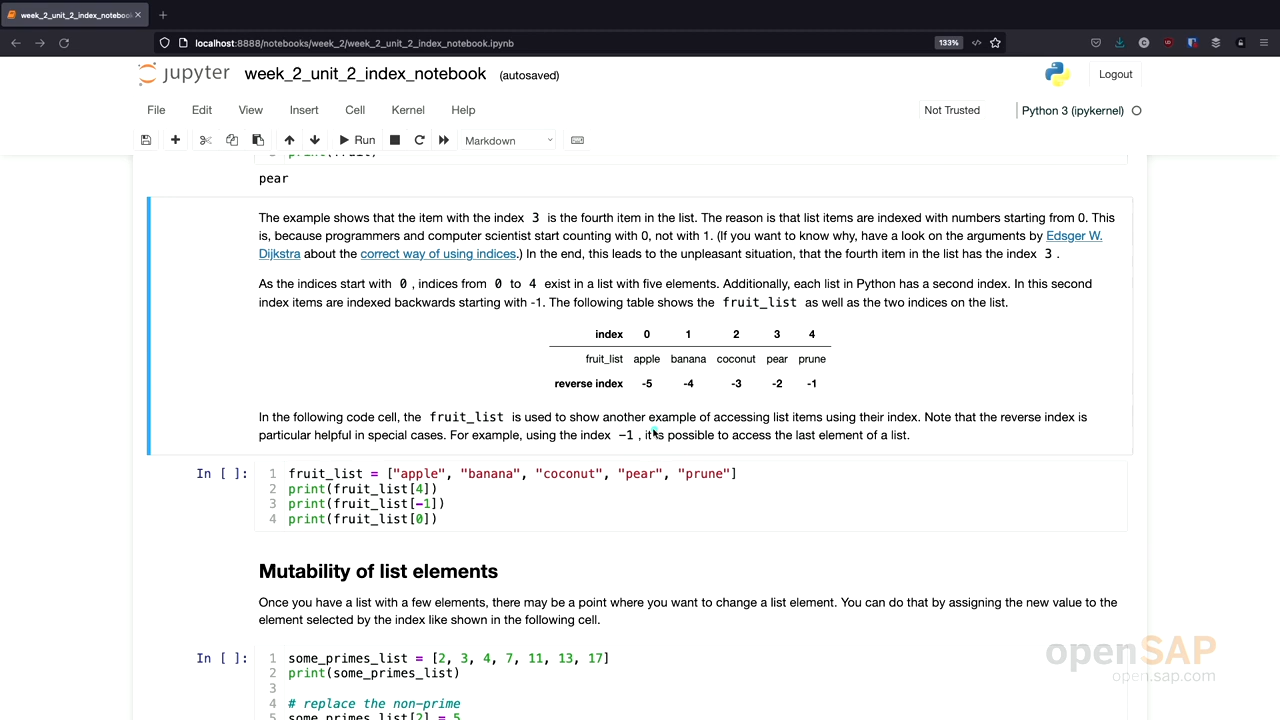 week_2_unit_2_index_notebook
localhost:8888/notebooks/week_2/week_2_unit_2_index_notebook.ipynb
133%
jupyter week_2_unit_2_index_notebook (autosaved)
Logout
File Edit View Insert Cell Kernel Help
Not Trusted
Python 3 (ipykernel)
Run
Markdown
pear
The example shows that the item with the index 3 is the fourth item in the list. The reason is that list items are indexed with numbers starting from 0. This
is, because programmers and computer scientist start counting with 0, not with 1. (If you want to know why, have a look on the arguments by Edsger W.
Dijkstra about the correct way of using indices.) In the end, this leads to the unpleasant situation, that the fourth item in the list has the index 3 .
As the indices start with 0 , indices from 0 to 4 exist in a list with five elements. Additionally, each list in Python has a second index. In this second
index items are indexed backwards starting with -1. The following table shows the fruit_list as well as the two indices on the list.
index 0 1 2 3 4
fruit_list apple banana coconut pear prune
reverse index -5 -4 -3 -2 -1
In the following code cell, the fruit_list is used to show another example of accessing list items using their index. Note that the reverse index is
particular helpful in special cases. For example, using the index -1 , it is possible to access the last element of a list.
In [ ]: 1 fruit_list = ["apple", "banana", "coconut", "pear", "prune"]
2 print(fruit_list[4])
3 print(fruit_list[-1])
4 print(fruit_list[0])
Mutability of list elements
Once you have a list with a few elements, there may be a point where you want to change a list element. You can do that by assigning the new value to the
element selected by the index like shown in the following cell.
In [ ]: 1 some_primes_list = [2, 3, 4, 7, 11, 13, 17]
2 print(some_primes_list)
3
4 # replace the non-prime
5 some_primes_list[2] = 5
openSAP
open.sap.com